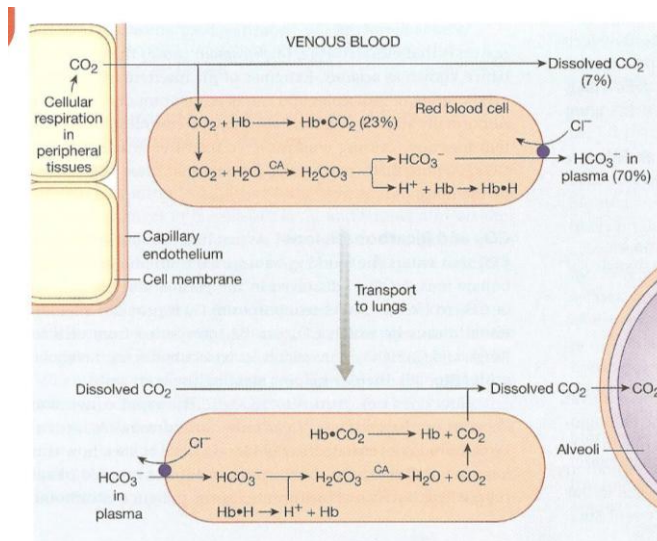 VENOUS BLOOD
CO₂
Dissolved CO₂
(7%)
Cellular
respiration
in
peripheral
tissues
Red blood cell
CO₂ + Hb → Hb•CO₂ (23%)
Cl⁻
CO₂ + H₂O CA→ H₂CO₃
HCO₃⁻
H⁺ + Hb → Hb•H
HCO₃⁻ in
plasma (70%)
Capillary
endothelium
Cell membrane
Transport
to lungs
Dissolved CO₂
Dissolved CO₂ → CO₂
Hb•CO₂ → Hb + CO₂
Cl⁻
HCO₃⁻
in
plasma
HCO₃⁻ → H₂CO₃ CA→ H₂O + CO₂
Hb•H → H⁺ + Hb
Alveoli